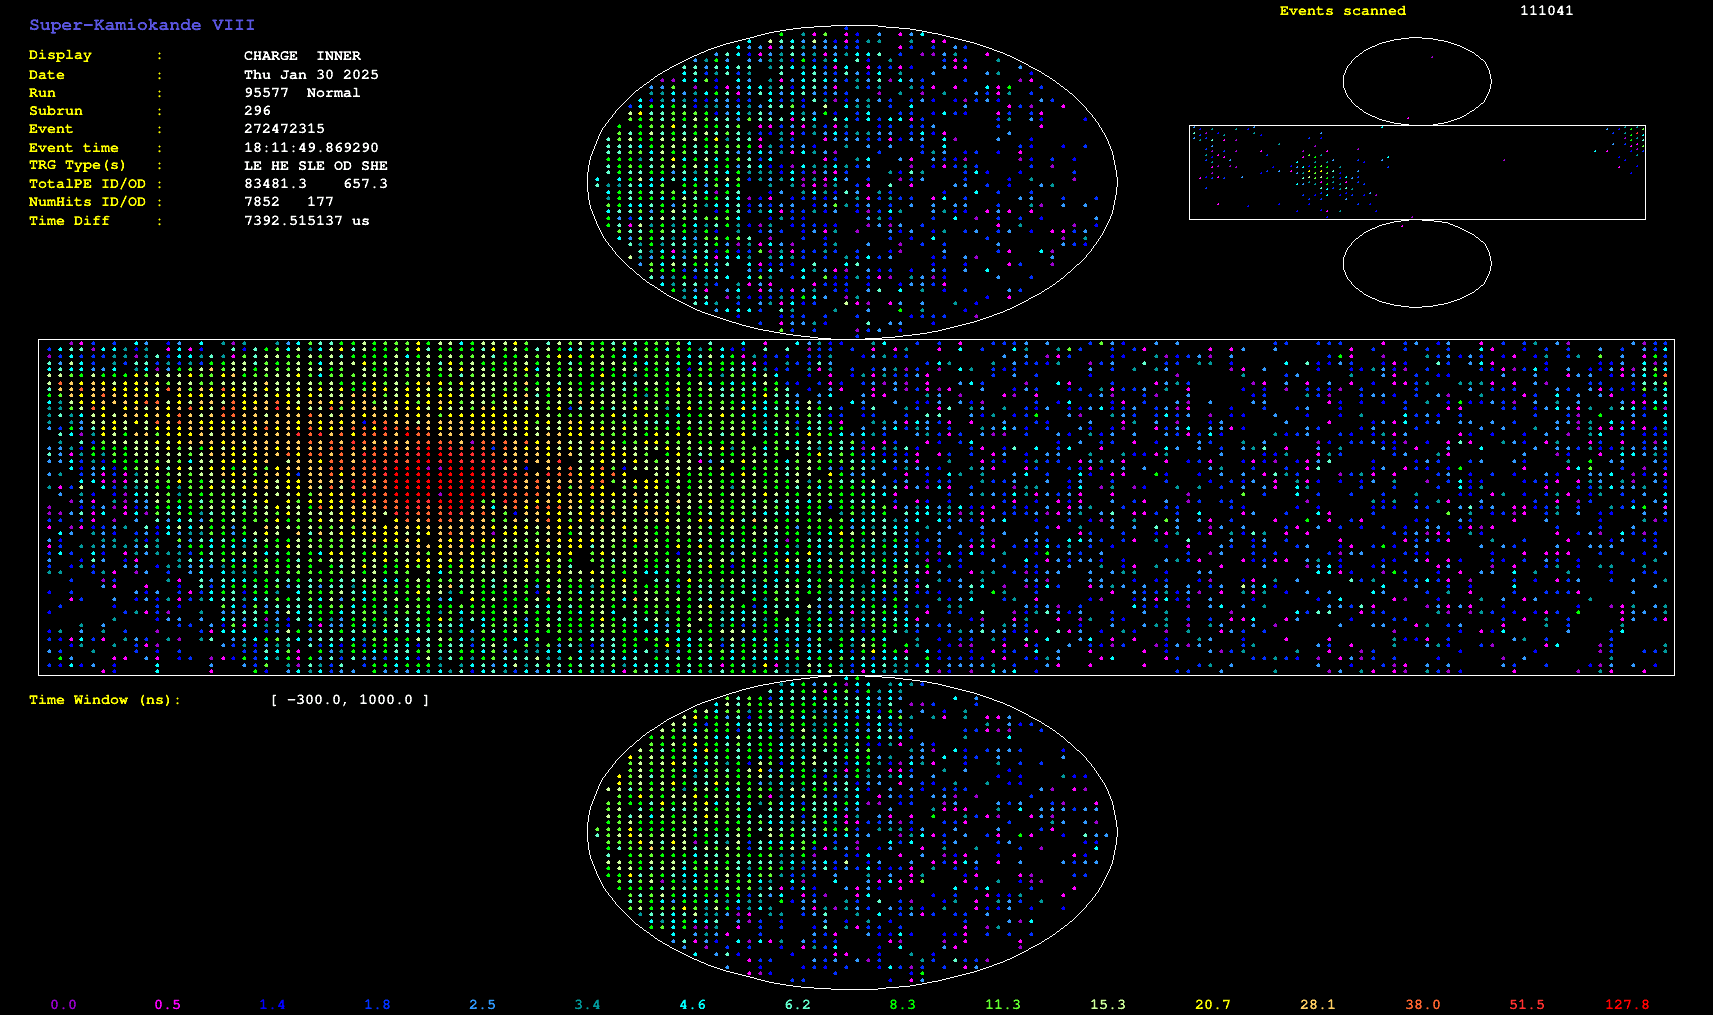 Super-Kamiokande VIII
Display : CHARGE INNER
Date : Thu Jan 30 2025
Run : 95577 Normal
Subrun : 296
Event : 272472315
Event time : 18:11:49.869290
TRG Type(s) : LE HE SLE OD SHE
TotalPE ID/OD : 83481.3 657.3
NumHits ID/OD : 7852 177
Time Diff : 7392.515137 us
Events scanned 111041
Time Window (ns): [ -300.0, 1000.0 ]
0.0 0.5 1.4 1.8 2.5 3.4 4.6 6.2 8.3 11.3 15.3 20.7 28.1 38.0 51.5 127.8